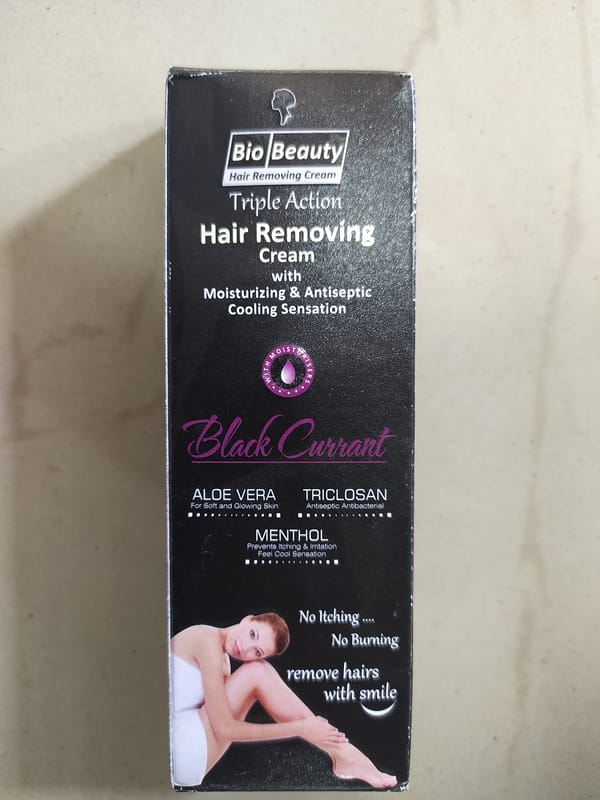 Bio Beauty
Hair Removing Cream
Triple Action
Hair Removing
Cream
with
Moisturizing & Antiseptic
Cooling Sensation
WITH MOISTURISERS
Black Currant
ALOE VERA
For Soft and Glowing Skin
TRICLOSAN
Antiseptic Antibacterial
MENTHOL
Prevents Itching & Irritation
Feel Cool Sensation
No Itching ....
No Burning
remove hairs
with smile